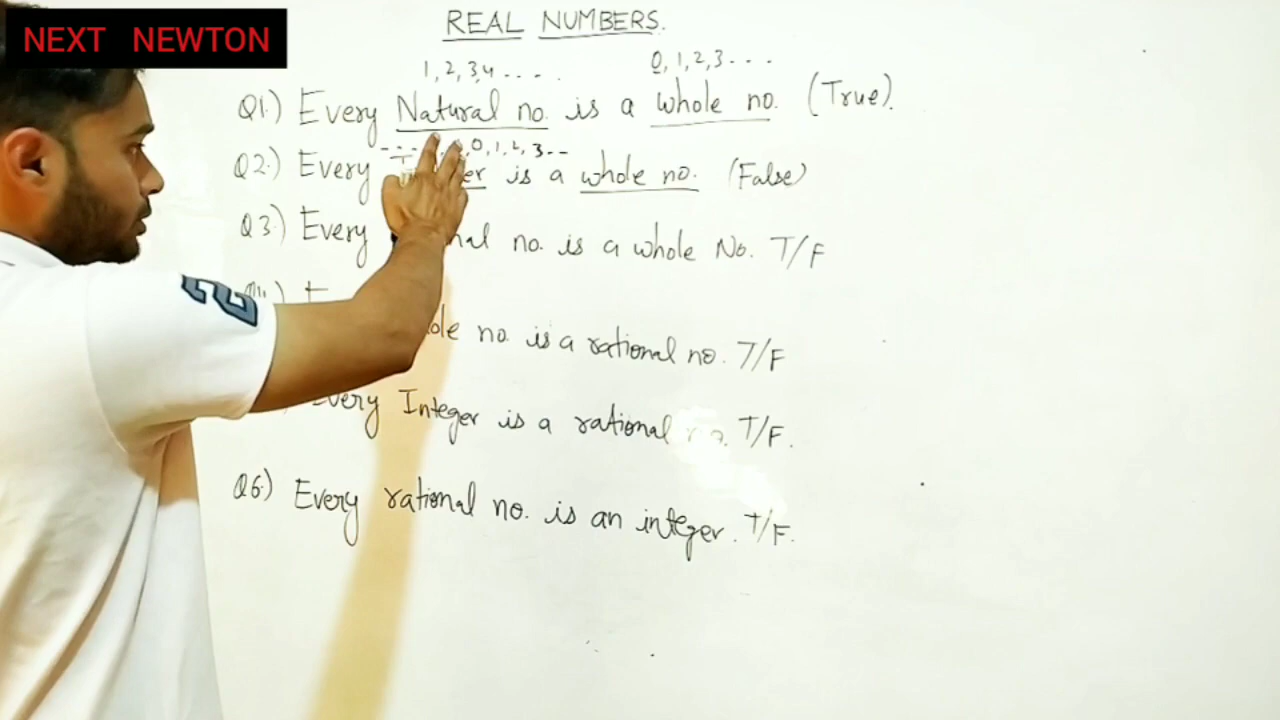 NEXT NEWTON
REAL NUMBERS.
1, 2, 3, 4 . . . . 0, 1, 2, 3 . . .
Q1.) Every Natural no. is a whole no. (True).
0, 1, 2, 3 - -
Q2.) Every is a whole no. (False)
Q3.) Every no. is a whole No. T/F
no. is a rational no. T/F
Every Integer is a rational T/F.
Q6) Every rational no. is an integer. T/F.